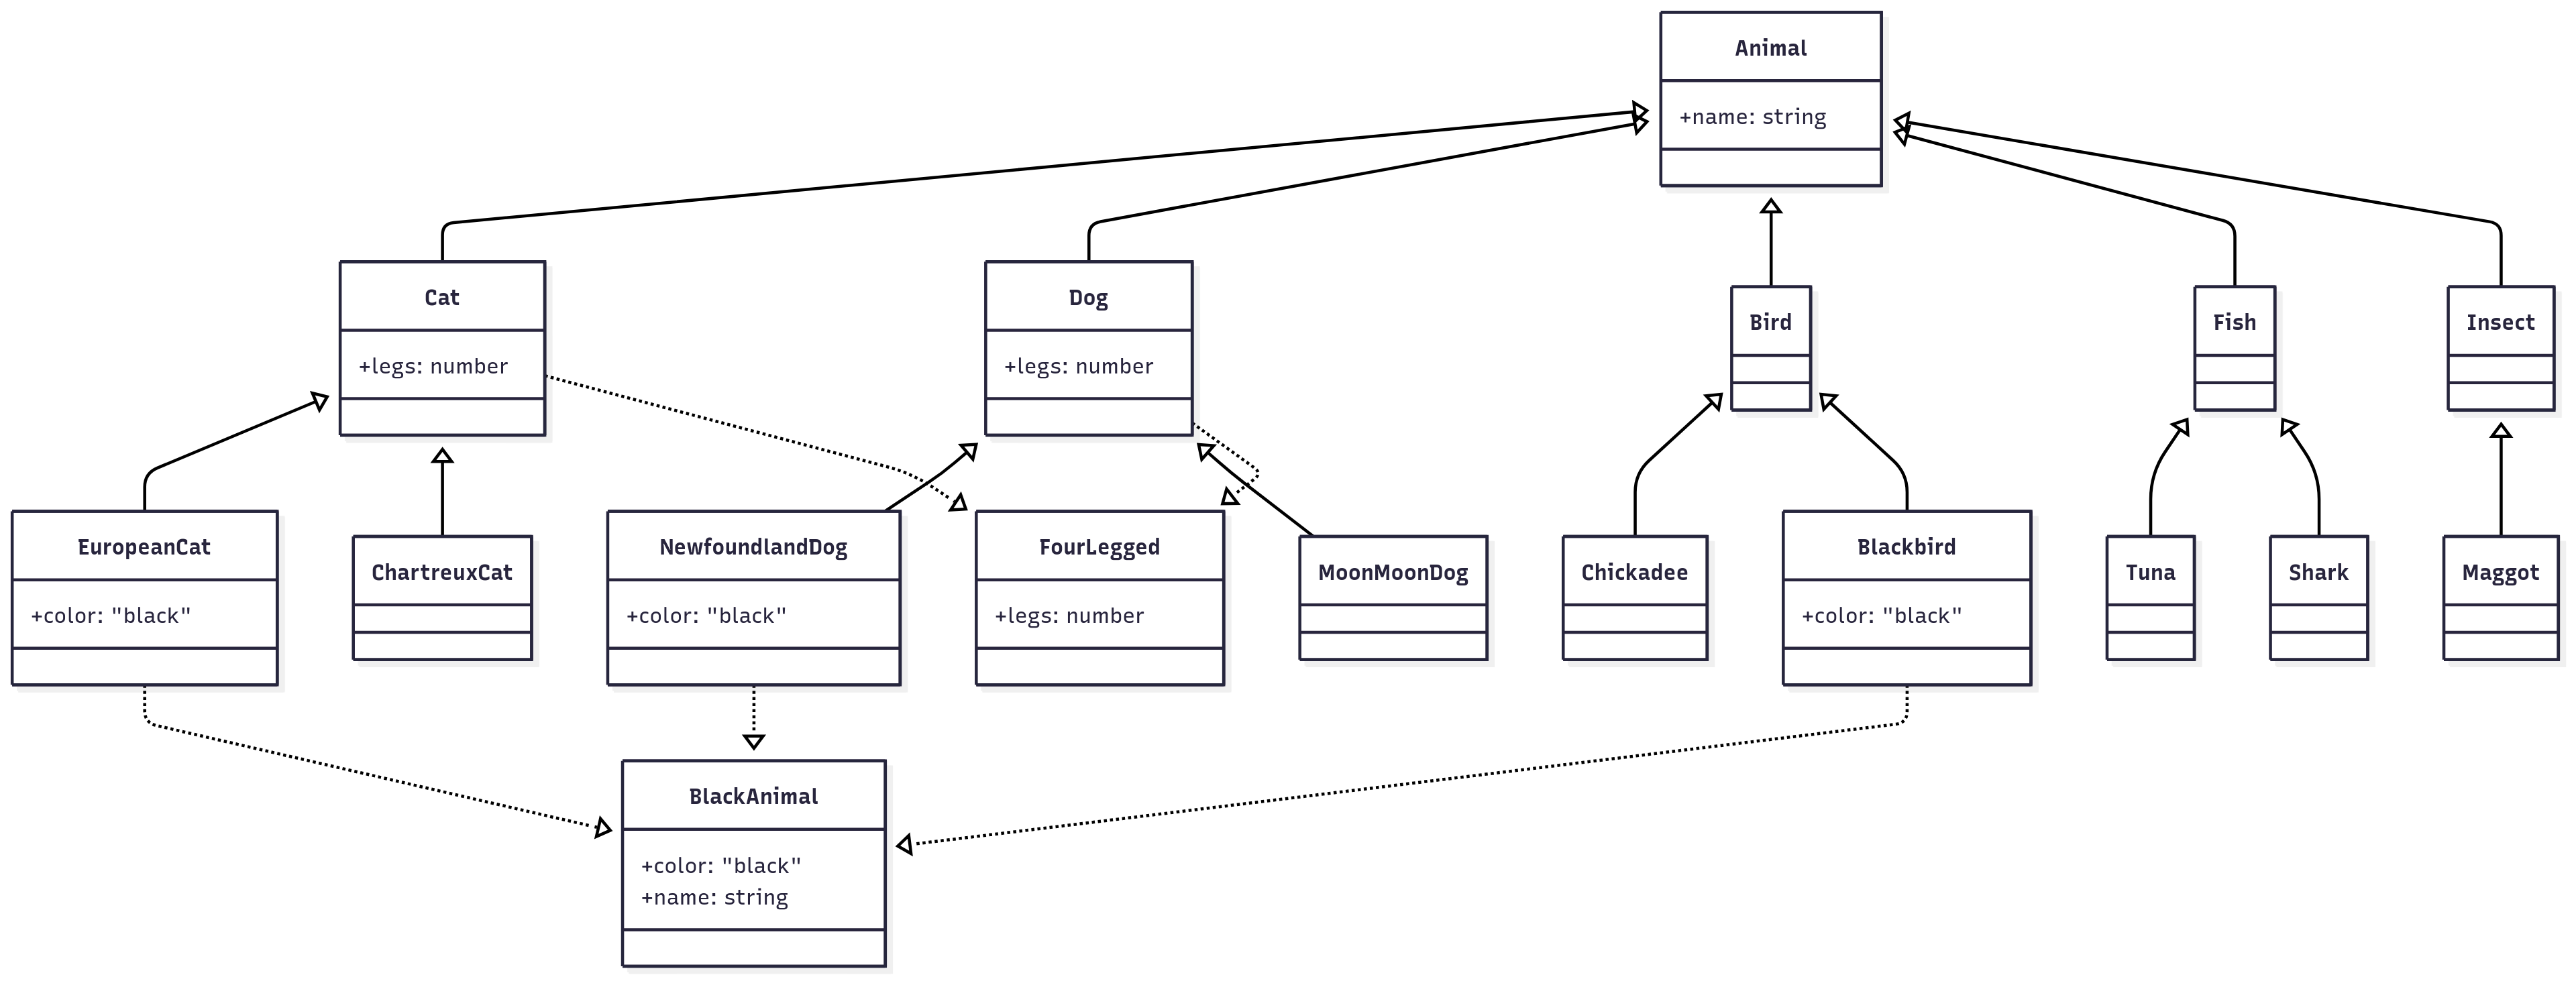 Animal
+name: string
Cat
+legs: number
Dog
+legs: number
Bird
Fish
Insect
EuropeanCat
+color: "black"
ChartreuxCat
NewfoundlandDog
+color: "black"
FourLegged
+legs: number
MoonMoonDog
Chickadee
Blackbird
+color: "black"
Tuna
Shark
Maggot
BlackAnimal
+color: "black"
+name: string